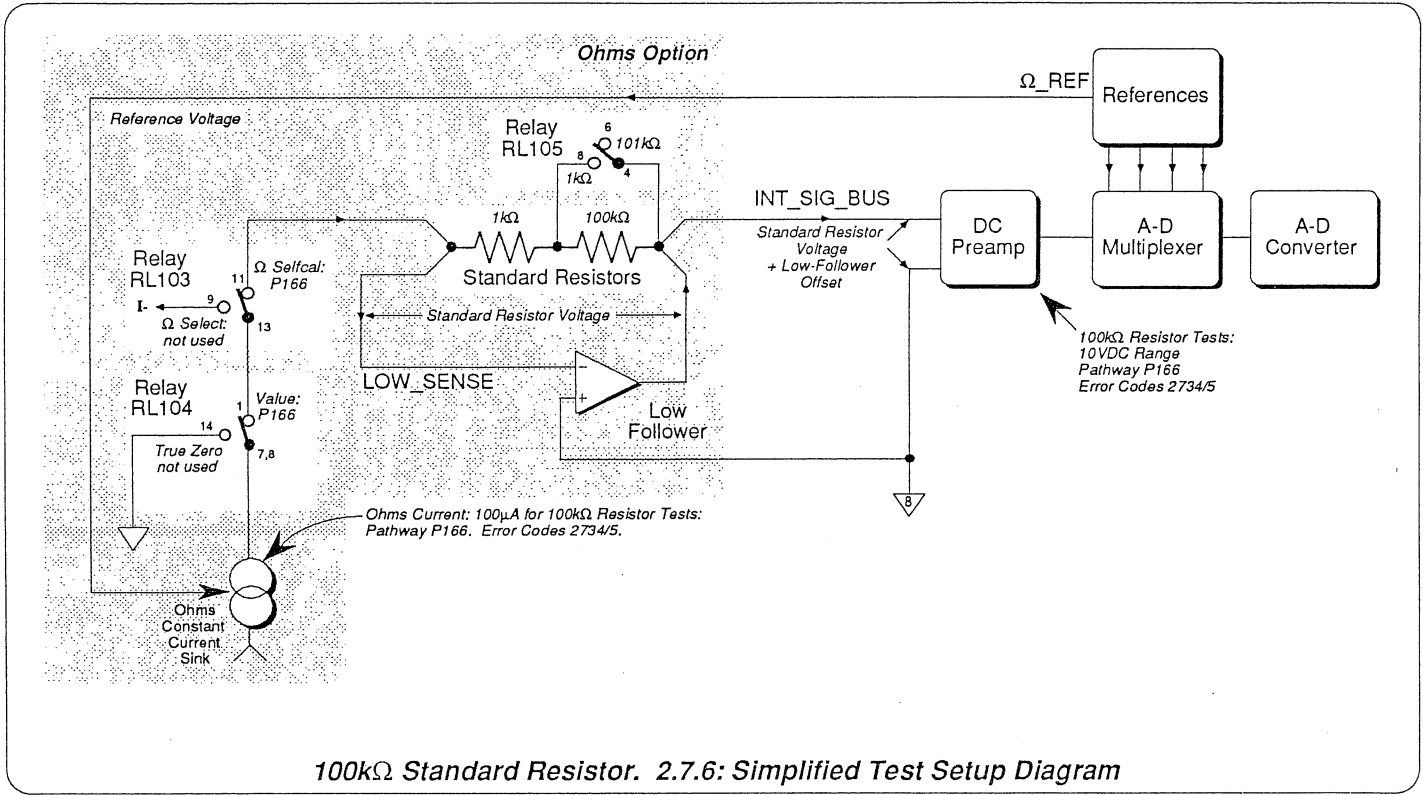 Ohms Option
Ω_REF
References
Reference Voltage
Relay
RL105
6
101kΩ
8
4
1kΩ
INT_SIG_BUS
1kΩ
100kΩ
Standard Resistors
Standard Resistor
Voltage
+ Low-Follower
Offset
DC
Preamp
A-D
Multiplexer
A-D
Converter
Relay
RL103
11
Ω Selfcal:
P166
I-
9
13
Ω Select:
not used
Standard Resistor Voltage
100kΩ Resistor Tests:
10VDC Range
Pathway P166
Error Codes 2734/5
LOW_SENSE
−
+
Low
Follower
Relay
RL104
1
Value:
P166
14
7,8
True Zero
not used
8
Ohms Current: 100µA for 100kΩ Resistor Tests:
Pathway P166. Error Codes 2734/5.
Ohms
Constant
Current
Sink
100kΩ Standard Resistor. 2.7.6: Simplified Test Setup Diagram